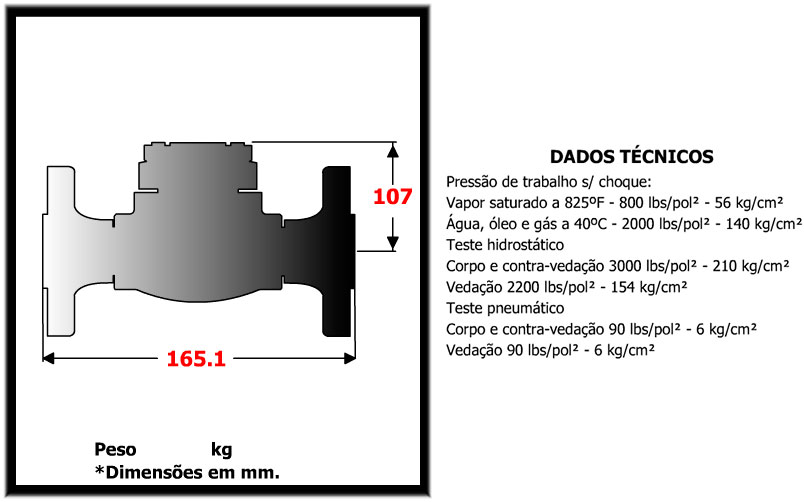 107
165.1
Peso kg
*Dimensões em mm.
DADOS TÉCNICOS
Pressão de trabalho s/ choque:
Vapor saturado a 825ºF - 800 lbs/pol² - 56 kg/cm²
Água, óleo e gás a 40ºC - 2000 lbs/pol² - 140 kg/cm²
Teste hidrostático
Corpo e contra-vedação 3000 lbs/pol² - 210 kg/cm²
Vedação 2200 lbs/pol² - 154 kg/cm²
Teste pneumático
Corpo e contra-vedação 90 lbs/pol² - 6 kg/cm²
Vedação 90 lbs/pol² - 6 kg/cm²